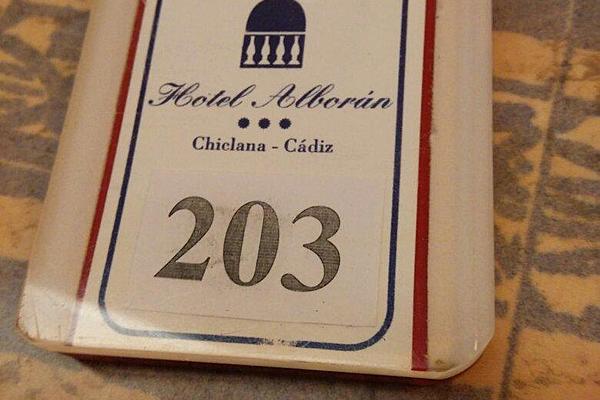 Hotel Alborán
Chiclana - Cádiz
203